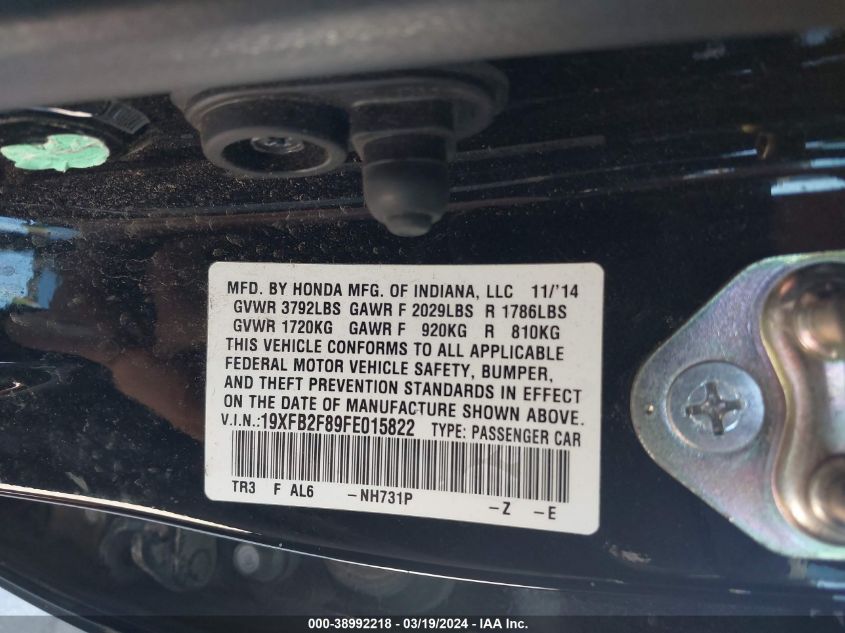 MFD. BY HONDA MFG. OF INDIANA, LLC 11/'14
GVWR 3792LBS GAWR F 2029LBS R 1786LBS
GVWR 1720KG GAWR F 920KG R 810KG
THIS VEHICLE CONFORMS TO ALL APPLICABLE
FEDERAL MOTOR VEHICLE SAFETY, BUMPER,
AND THEFT PREVENTION STANDARDS IN EFFECT
ON THE DATE OF MANUFACTURE SHOWN ABOVE.
V.I.N.:19XFB2F89FE015822 TYPE: PASSENGER CAR
TR3 F AL6 -NH731P -Z -E
000-38992218 - 03/19/2024 - IAA Inc.